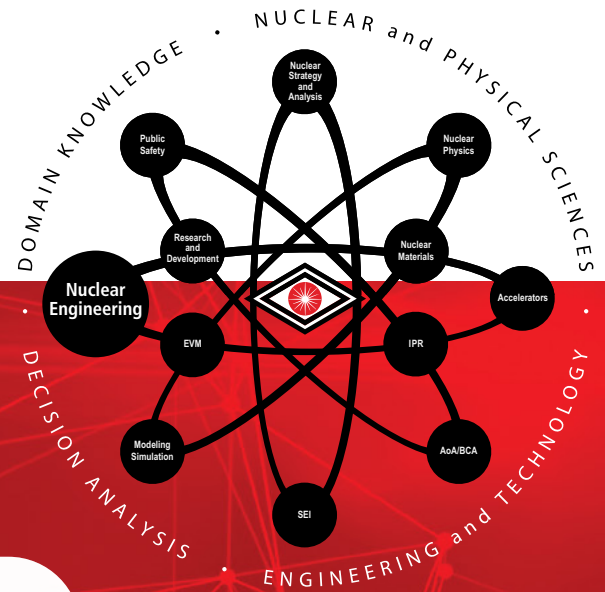 DOMAIN KNOWLEDGE
·
NUCLEAR and PHYSICAL SCIENCES
·
ENGINEERING and TECHNOLOGY
·
DECISION ANALYSIS
·
Nuclear
Strategy
and
Analysis
Public
Safety
Nuclear
Physics
Research
and
Development
Nuclear
Materials
Nuclear
Engineering
Accelerators
EVM
IPR
Modeling
Simulation
AoA/BCA
SEI